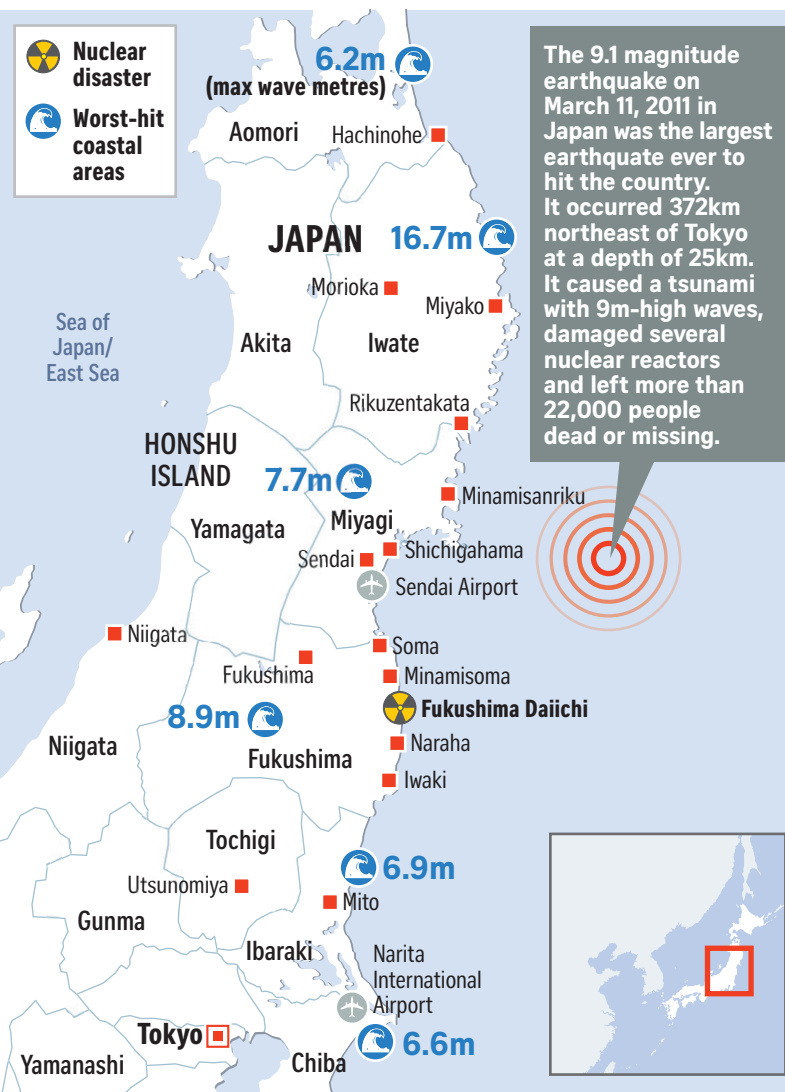 Nuclear
disaster
Worst-hit
coastal
areas
6.2m
(max wave metres)
Aomori
Hachinohe
The 9.1 magnitude
earthquake on
March 11, 2011 in
Japan was the largest
earthquate ever to
hit the country.
It occurred 372km
northeast of Tokyo
at a depth of 25km.
It caused a tsunami
with 9m-high waves,
damaged several
nuclear reactors
and left more than
22,000 people
dead or missing.
JAPAN
16.7m
Morioka
Miyako
Sea of
Japan/
East Sea
Akita
Iwate
Rikuzentakata
HONSHU
ISLAND
7.7m
Minamisanriku
Yamagata
Miyagi
Shichigahama
Sendai
Sendai Airport
Niigata
Soma
Fukushima
Minamisoma
8.9m
Fukushima Daiichi
Niigata
Fukushima
Naraha
Iwaki
Tochigi
6.9m
Utsunomiya
Mito
Gunma
Ibaraki
Narita
International
Airport
Tokyo
6.6m
Yamanashi
Chiba